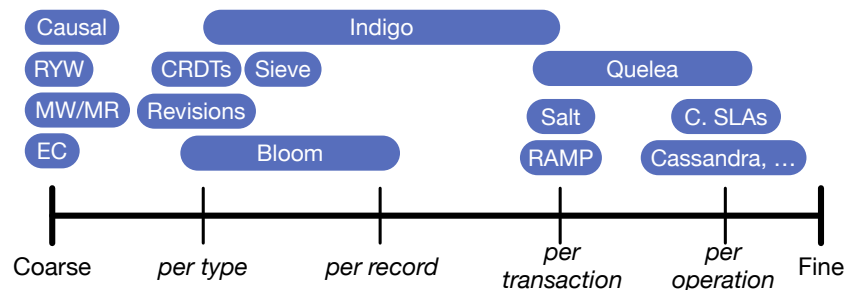 Causal
Indigo
RYW
CRDTs
Sieve
Quelea
MW/MR
Revisions
Salt
C. SLAs
EC
Bloom
RAMP
Cassandra, …
Coarse
per type
per record
per
transaction
per
operation
Fine